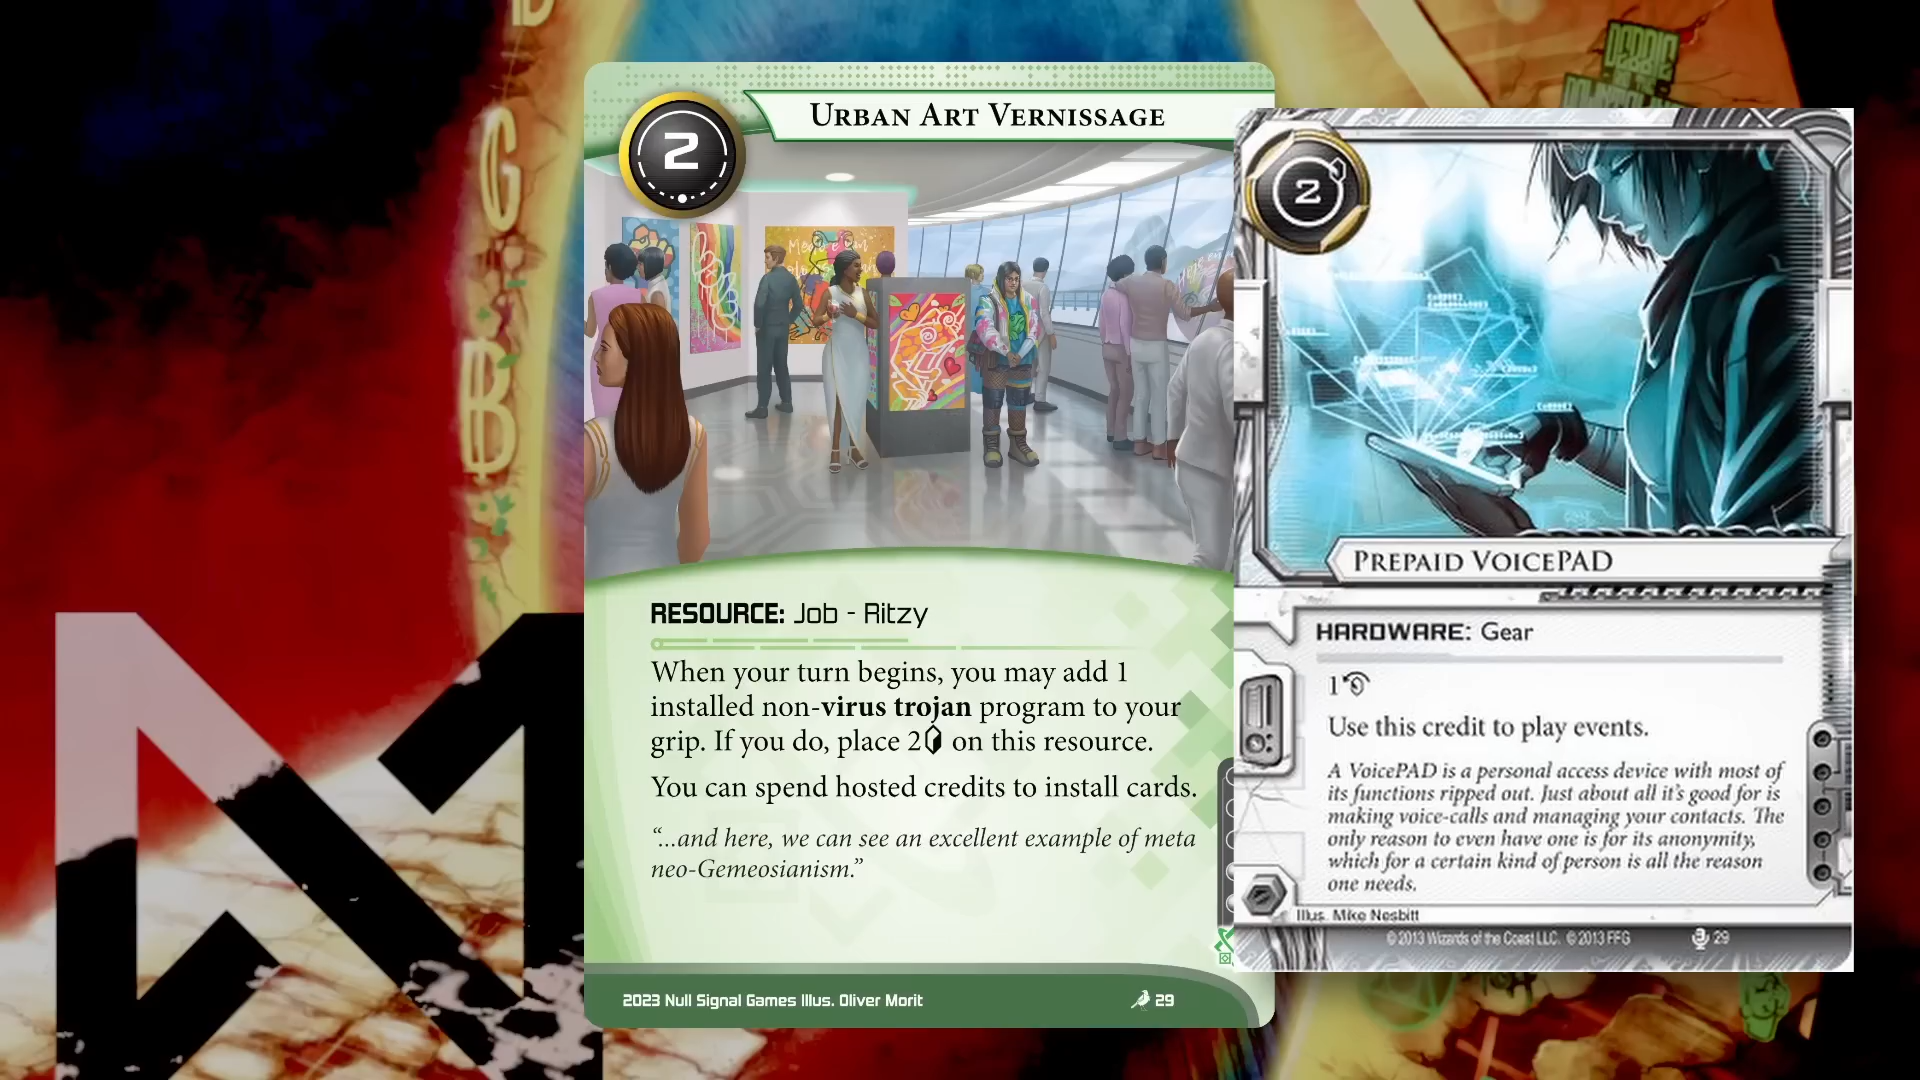 URBAN ART VERNISSAGE
2
RESOURCE: Job - Ritzy
When your turn begins, you may add 1
installed non-virus trojan program to your
grip. If you do, place 2 on this resource.
You can spend hosted credits to install cards.
“...and here, we can see an excellent example of meta
neo-Gemeosianism.”
2023 Null Signal Games Illus. Oliver Morit
29
2
PREPAID VOICEPAD
HARDWARE: Gear
1
Use this credit to play events.
A VoicePAD is a personal access device with most of
its functions ripped out. Just about all it's good for is
making voice-calls and managing your contacts. The
only reason to even have one is for its anonymity,
which for a certain kind of person is all the reason
one needs.
Illus. Mike Nesbitt
© 2013 Wizards of the Coast LLC. © 2013 FFG
29